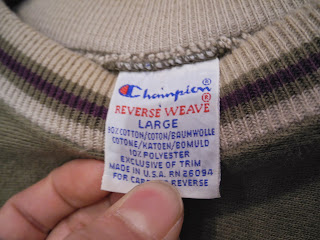 Champion®
REVERSE WEAVE®
LARGE
90% COTTON/COTON/BAUMWOLLE
COTONE/KATOEN/BOMULD
10% POLYESTER
EXCLUSIVE OF TRIM
MADE IN U.S.A. RN 26094
FOR CARE REVERSE